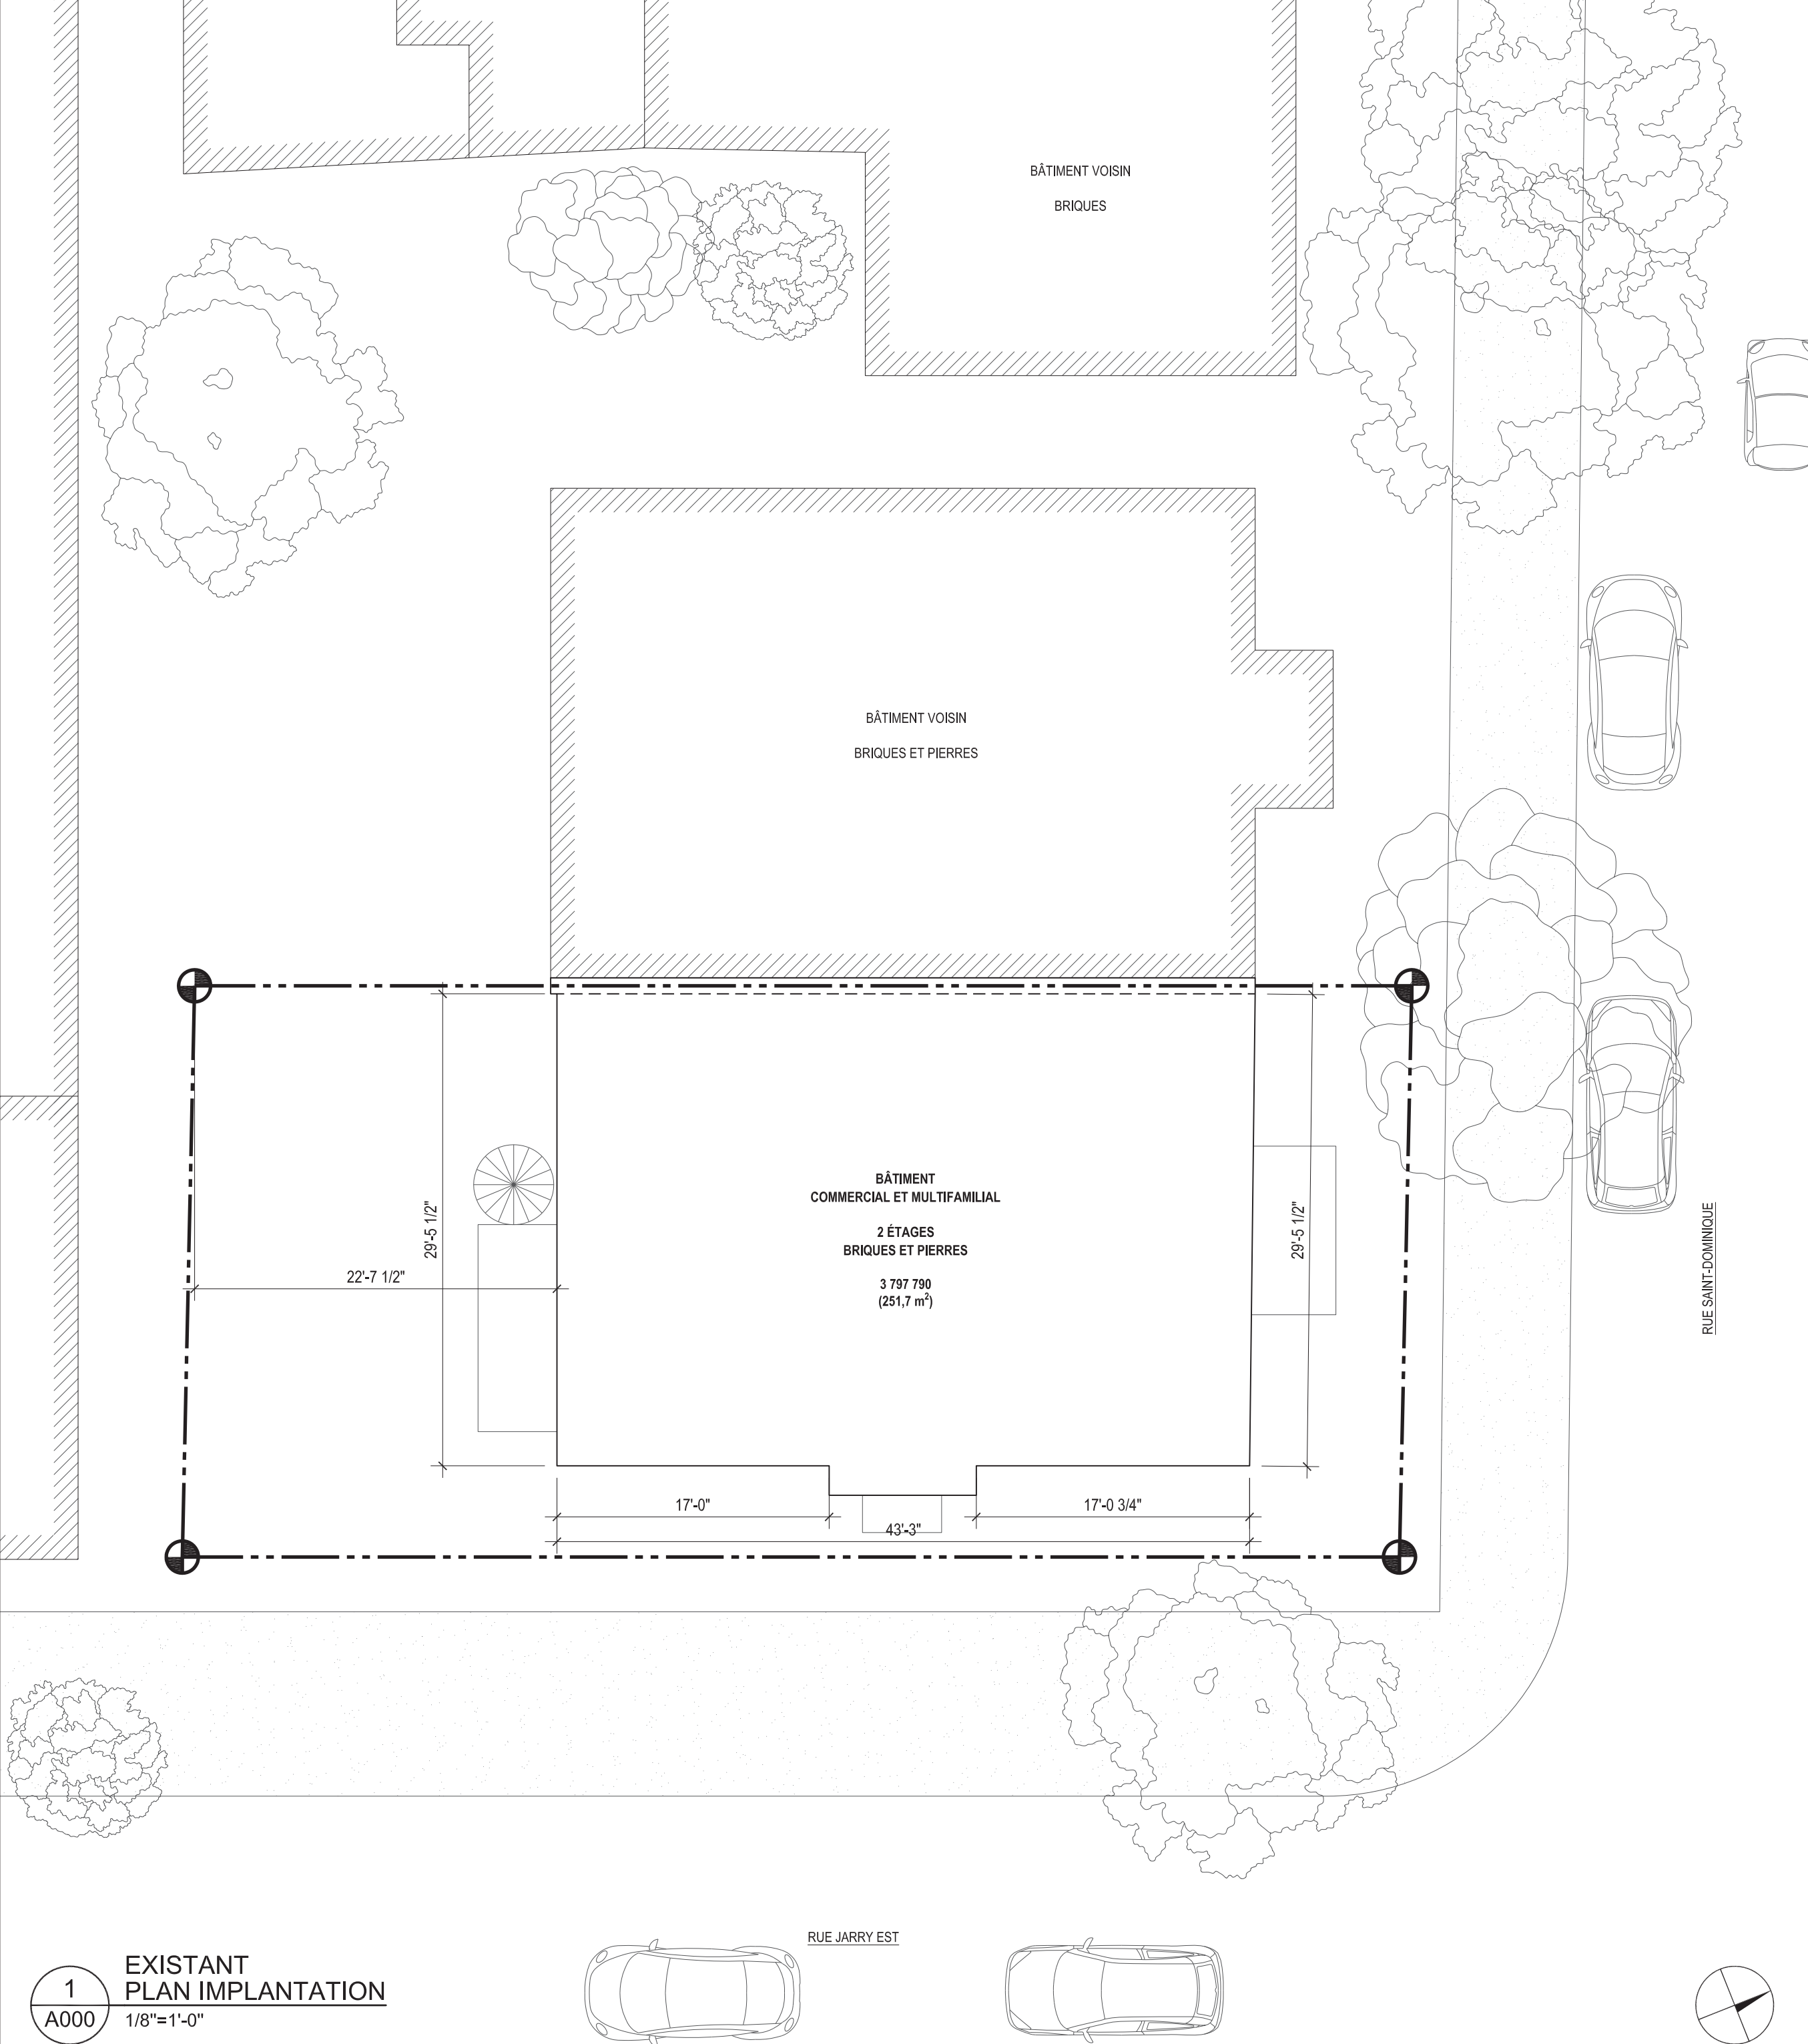 BÂTIMENT VOISIN
BRIQUES
BÂTIMENT VOISIN
BRIQUES ET PIERRES
BÂTIMENT
COMMERCIAL ET MULTIFAMILIAL
2 ÉTAGES
BRIQUES ET PIERRES
3 797 790
(251,7 m²)
29'-5 1/2"
22'-7 1/2"
29'-5 1/2"
RUE SAINT-DOMINIQUE
17'-0"
17'-0 3/4"
43'-3"
RUE JARRY EST
1
A000
EXISTANT
PLAN IMPLANTATION
1/8"=1'-0"